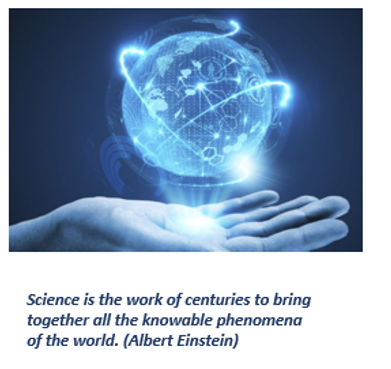 Science is the work of centuries to bring
together all the knowable phenomena
of the world. (Albert Einstein)